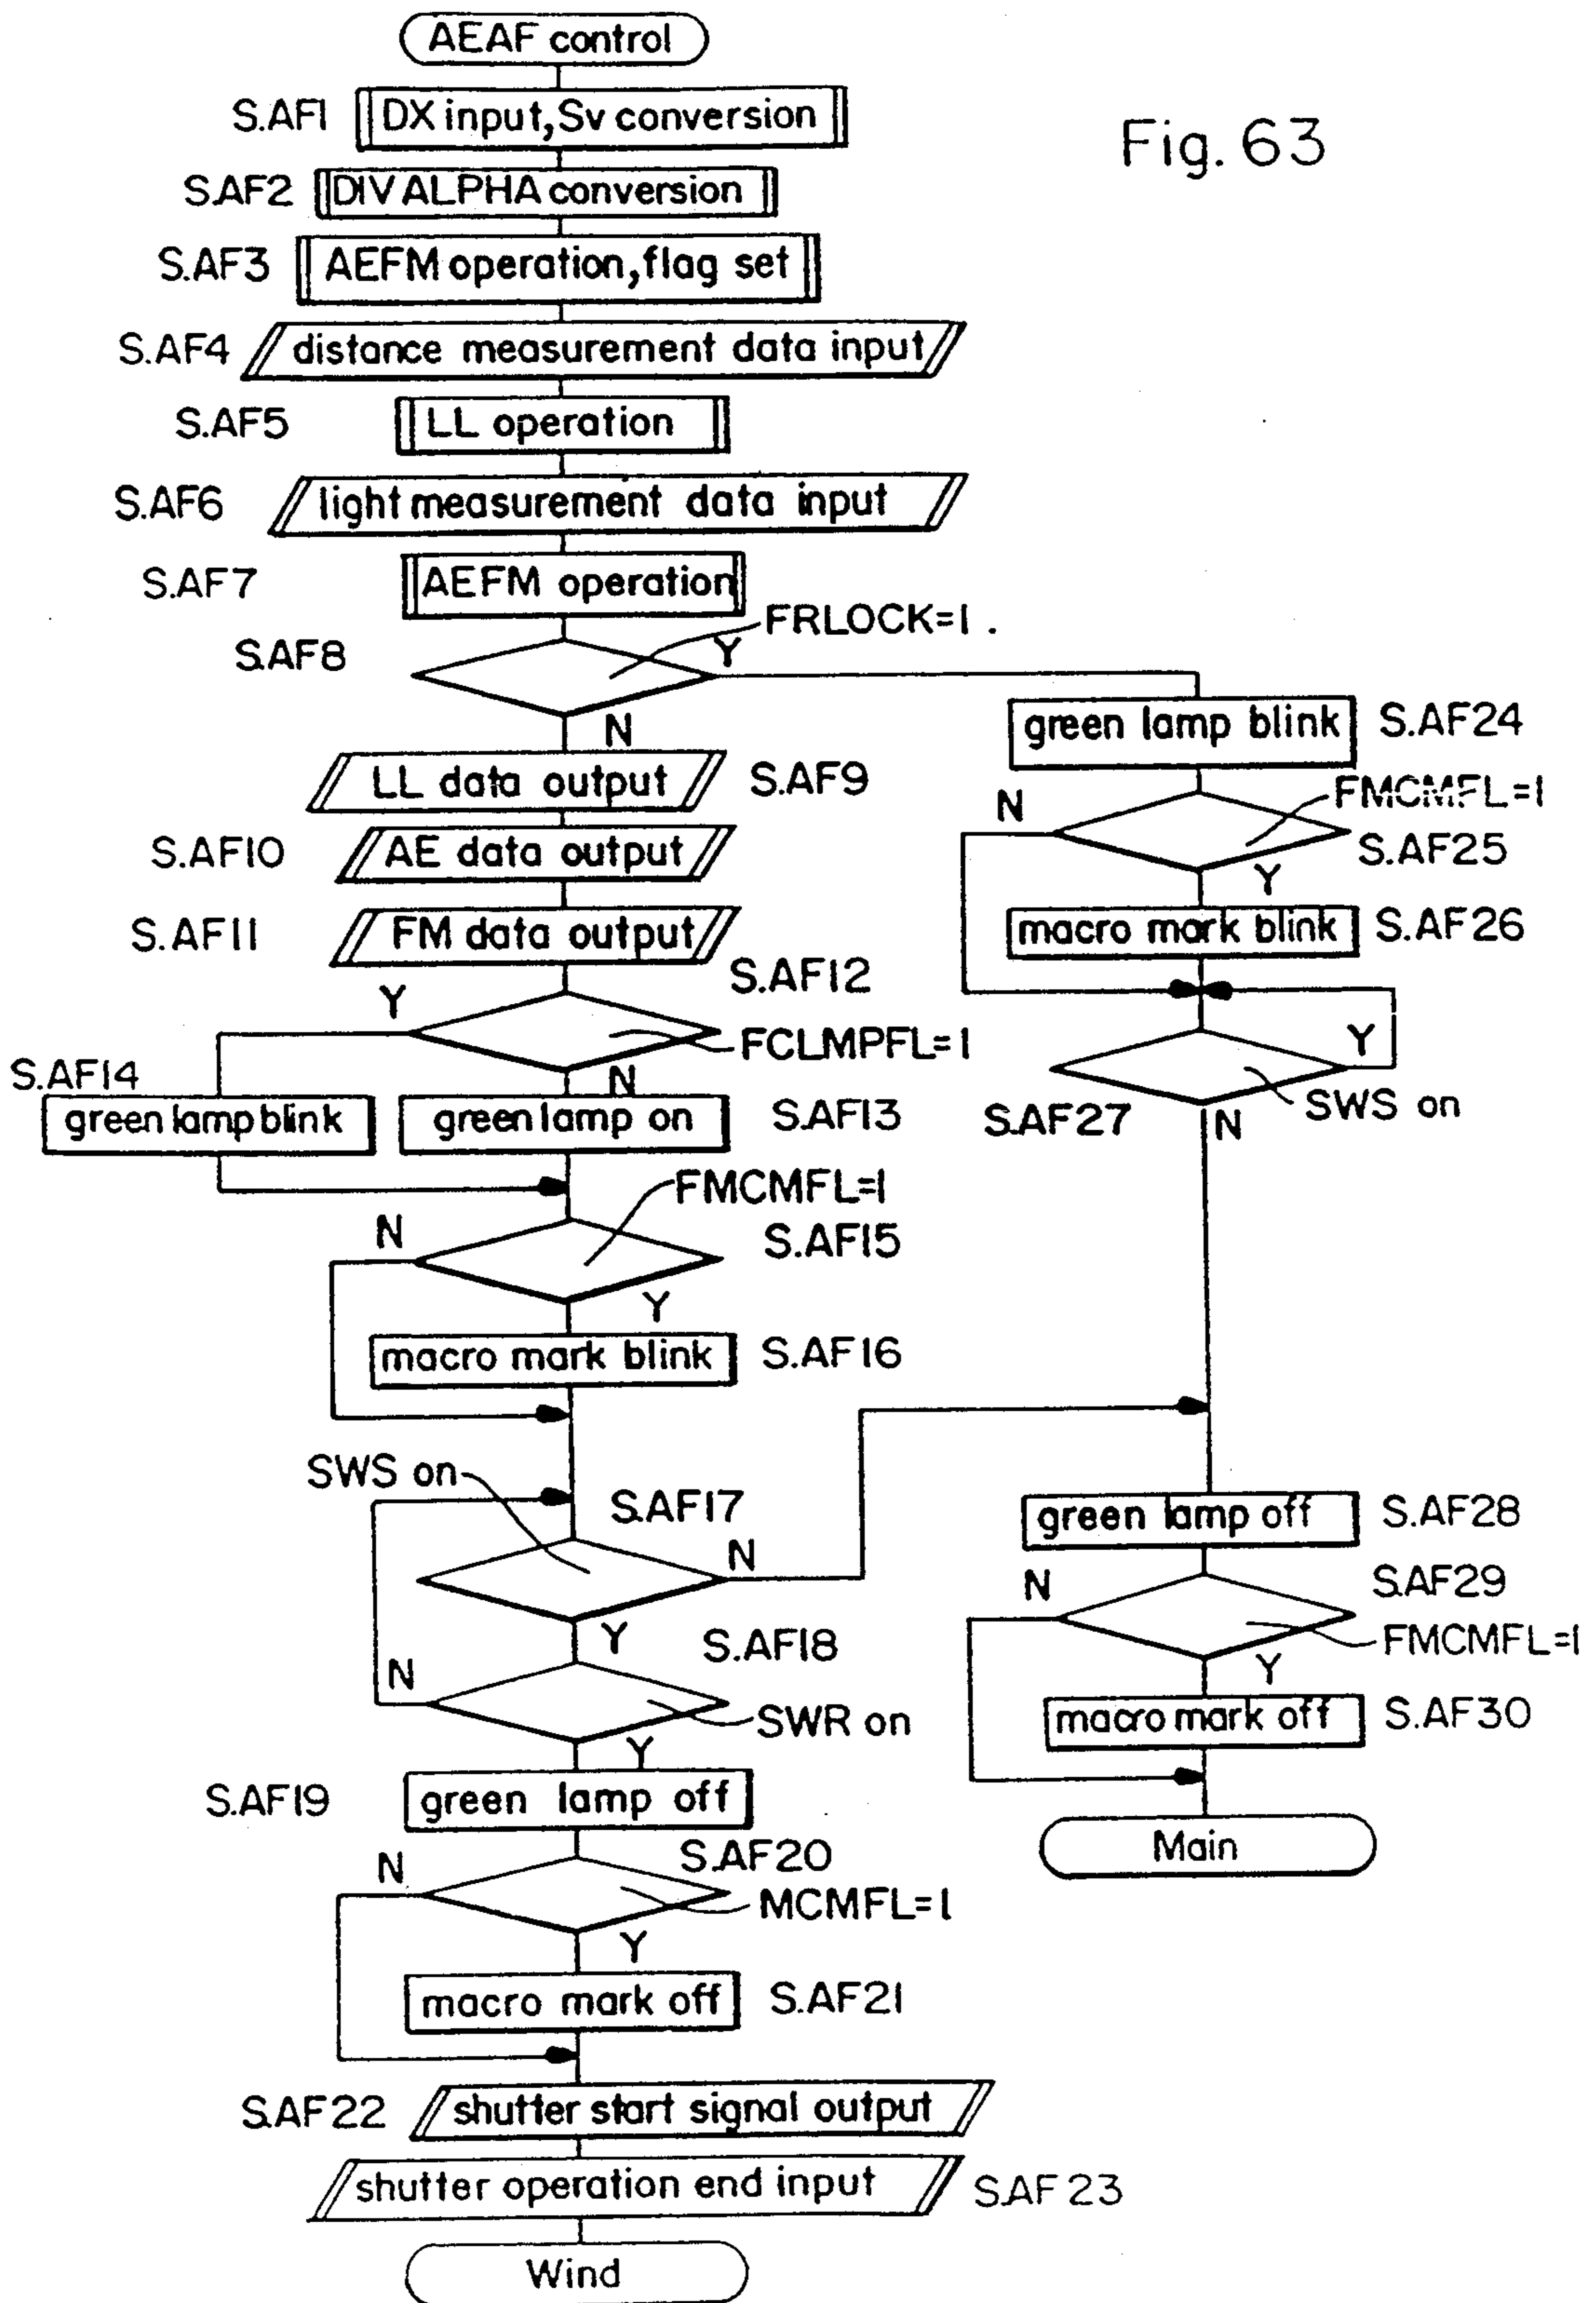 AEAF control
Fig. 63
S.AF1 DX input, Sv conversion
S.AF2 DIV ALPHA conversion
S.AF3 AEFM operation, flag set
S.AF4 distance measurement data input
S.AF5 LL operation
S.AF6 light measurement data input
S.AF7 AEFM operation
FRLOCK=1 .
S.AF8
Y
N
LL data output S.AF9
S.AF10 AE data output
S.AF11 FM data output
S.AF12
Y
FCLMPFL=1
N
S.AF14
green lamp blink
green lamp on S.AF13
FMCMFL=1
N
S.AF15
Y
macro mark blink S.AF16
SWS on
S.AF17
N
Y
S.AF18
N
SWR on
Y
S.AF19 green lamp off
S.AF20
N
MCMFL=1
Y
macro mark off S.AF21
S.AF22 shutter start signal output
shutter operation end input S.AF23
Wind
green lamp blink S.AF24
FMCMFL=1
N
S.AF25
Y
macro mark blink S.AF26
Y
SWS on
S.AF27
N
green lamp off S.AF28
N
S.AF29
FMCMFL=1
Y
macro mark off S.AF30
Main